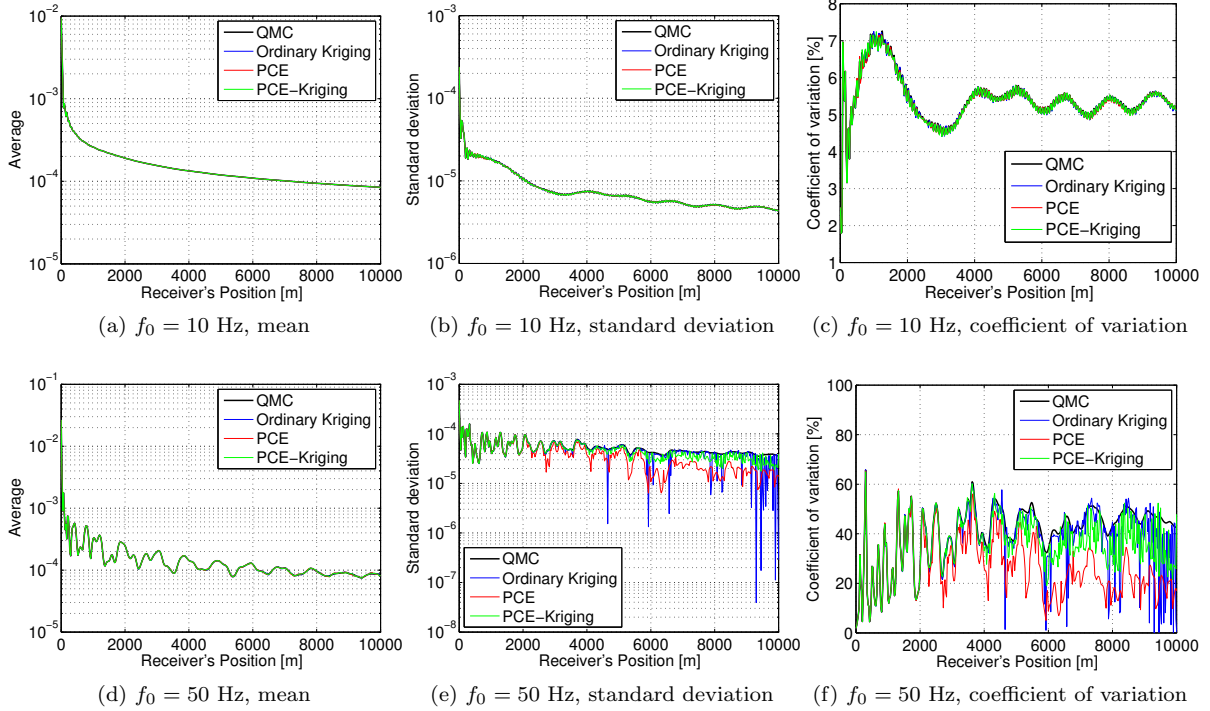 10⁻²
10⁻³
10⁻⁴
10⁻⁵
Average
QMC
Ordinary Kriging
PCE
PCE−Kriging
0 2000 4000 6000 8000 10000
Receiver's Position [m]
(a) f₀ = 10 Hz, mean
10⁻³
10⁻⁴
10⁻⁵
10⁻⁶
Standard deviation
QMC
Ordinary Kriging
PCE
PCE−Kriging
0 2000 4000 6000 8000 10000
Receiver's Position [m]
(b) f₀ = 10 Hz, standard deviation
8
7
6
5
4
3
2
1
Coefficient of variation [%]
QMC
Ordinary Kriging
PCE
PCE−Kriging
0 2000 4000 6000 8000 10000
Receiver's Position [m]
(c) f₀ = 10 Hz, coefficient of variation
10⁻¹
10⁻²
10⁻³
10⁻⁴
10⁻⁵
Average
QMC
Ordinary Kriging
PCE
PCE−Kriging
0 2000 4000 6000 8000 10000
Receiver's Position [m]
(d) f₀ = 50 Hz, mean
10⁻³
10⁻⁴
10⁻⁵
10⁻⁶
10⁻⁷
10⁻⁸
Standard deviation
QMC
Ordinary Kriging
PCE
PCE−Kriging
0 2000 4000 6000 8000 10000
Receiver's Position [m]
(e) f₀ = 50 Hz, standard deviation
100
80
60
40
20
0
Coefficient of variation [%]
QMC
Ordinary Kriging
PCE
PCE−Kriging
0 2000 4000 6000 8000 10000
Receiver's Position [m]
(f) f₀ = 50 Hz, coefficient of variation